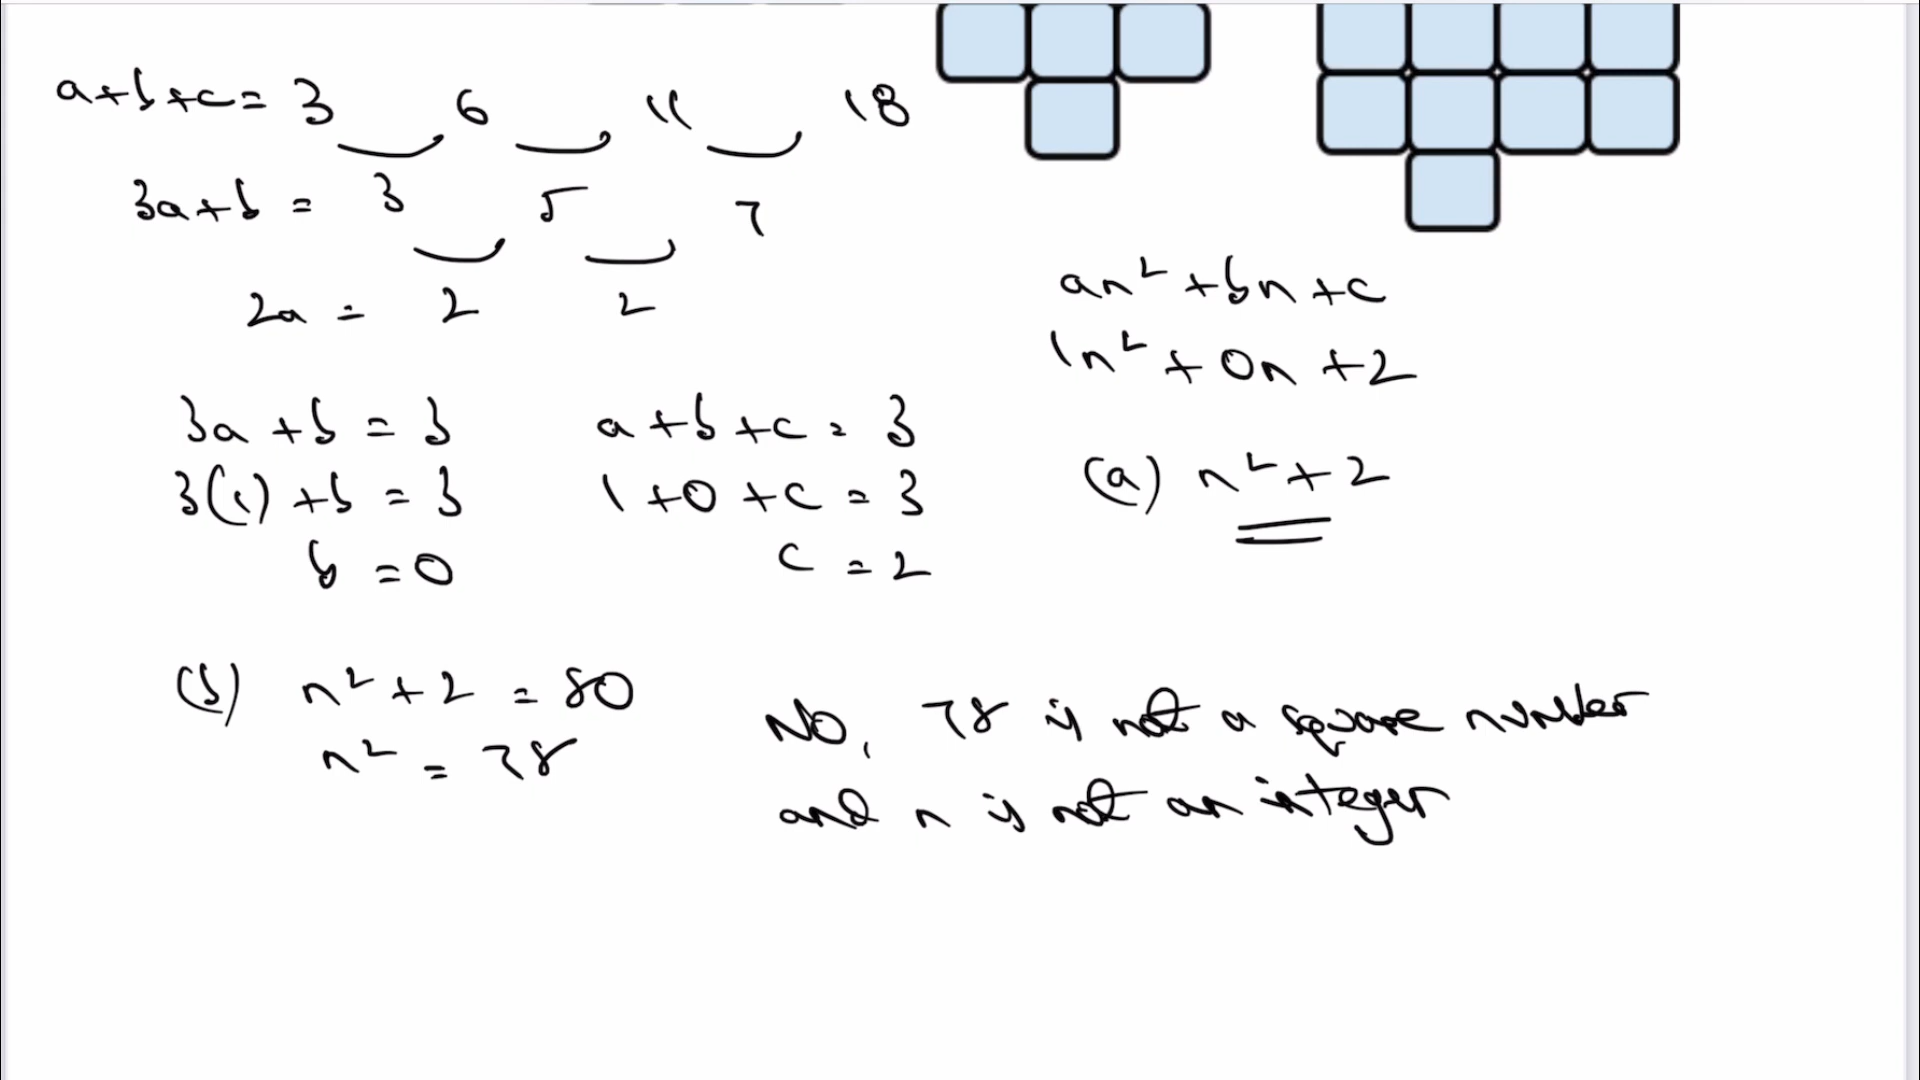 a+b+c = 3 6 11 18
3a+b = 3 5 7
2a = 2 2
an²+bn+c
1n²+0n+2
3a+b = 3 a+b+c = 3
3(1)+b = 3 1+0+c = 3
(a) n²+2
b = 0 c = 2
(b) n²+2 = 80
n² = 78
No, 78 is not a square number
and n is not an integer